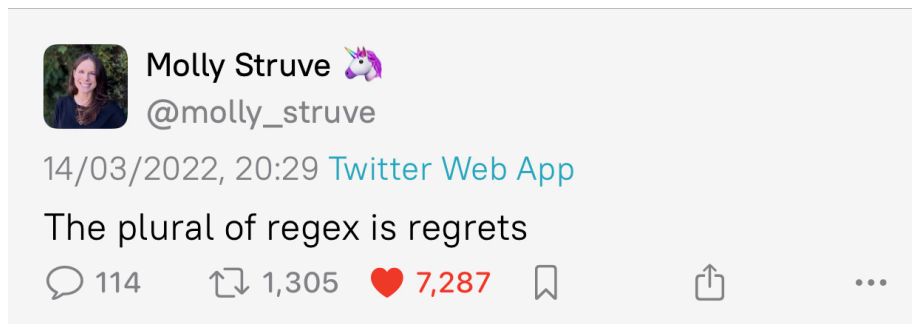 Molly Struve 🦄
@molly_struve
14/03/2022, 20:29 Twitter Web App
The plural of regex is regrets
114 1,305 7,287